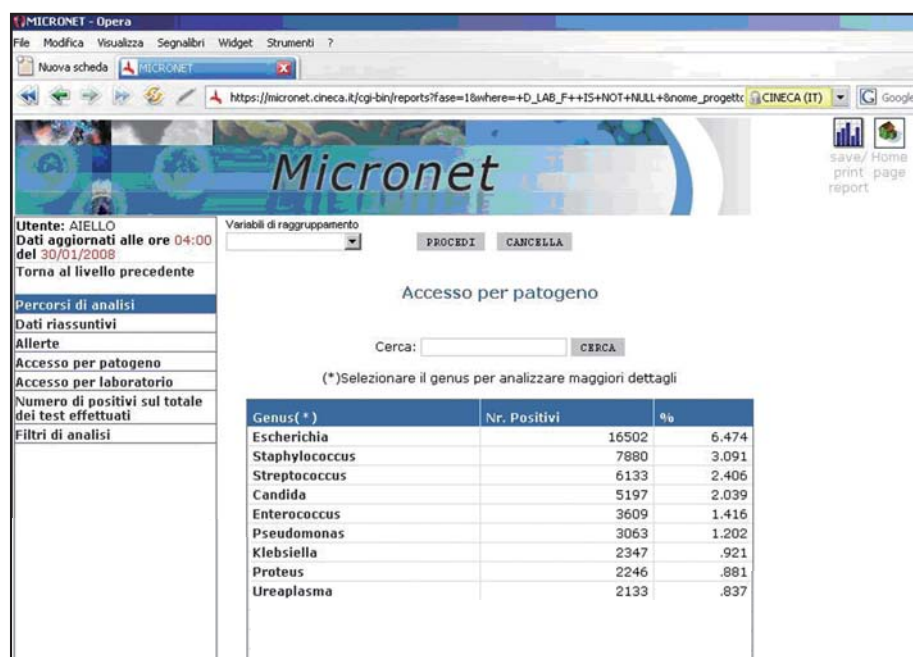 MICRONET - Opera
File Modifica Visualizza Segnalibri Widget Strumenti ?
Nuova scheda MICRONET
https://micronet.cineca.it/cgi-bin/reports?fase=1&where=+D_LAB_F++IS+NOT+NULL+&nome_progetto CINECA (IT) Google
Micronet
save/ Home
print page
report
Utente: AIELLO
Dati aggiornati alle ore 04:00
del 30/01/2008
Torna al livello precedente
Percorsi di analisi
Dati riassuntivi
Allerte
Accesso per patogeno
Accesso per laboratorio
Numero di positivi sul totale
dei test effettuati
Filtri di analisi
Variabili di raggruppamento
PROCEDI CANCELLA
Accesso per patogeno
Cerca: CERCA
(*)Selezionare il genus per analizzare maggiori dettagli
Genus(*) Nr. Positivi %
Escherichia 16502 6.474
Staphylococcus 7880 3.091
Streptococcus 6133 2.406
Candida 5197 2.039
Enterococcus 3609 1.416
Pseudomonas 3063 1.202
Klebsiella 2347 .921
Proteus 2246 .881
Ureaplasma 2133 .837